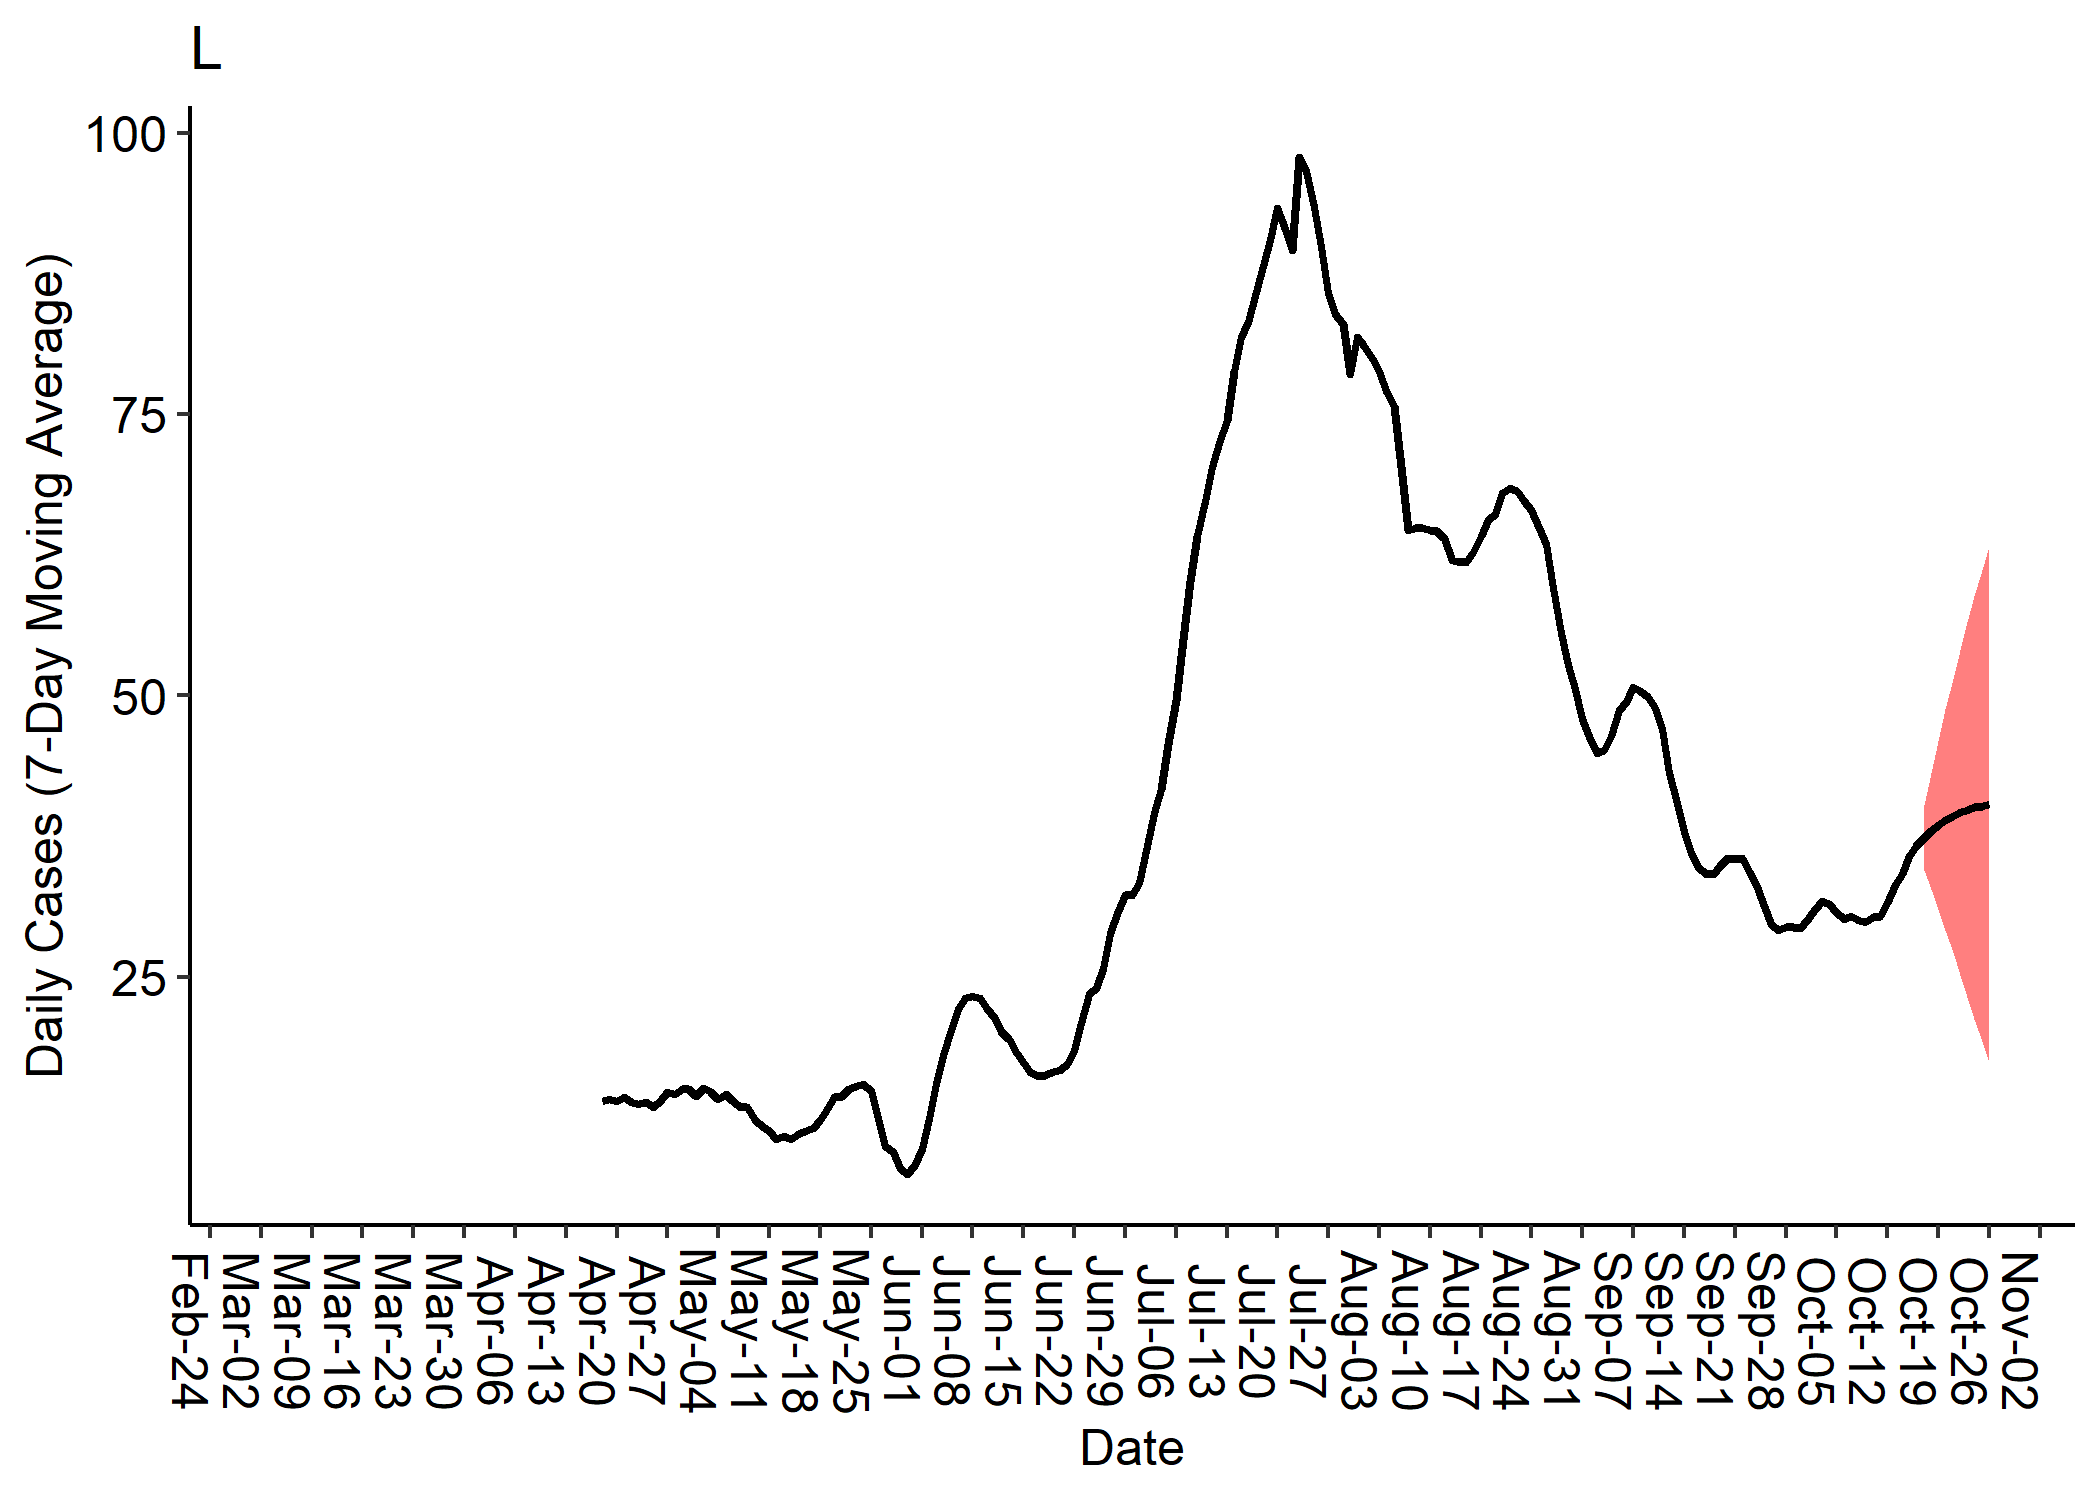 L
Daily Cases (7-Day Moving Average)
100
75
50
25
Feb-24
Mar-02
Mar-09
Mar-16
Mar-23
Mar-30
Apr-06
Apr-13
Apr-20
Apr-27
May-04
May-11
May-18
May-25
Jun-01
Jun-08
Jun-15
Jun-22
Jun-29
Jul-06
Jul-13
Jul-20
Jul-27
Aug-03
Aug-10
Aug-17
Aug-24
Aug-31
Sep-07
Sep-14
Sep-21
Sep-28
Oct-05
Oct-12
Oct-19
Oct-26
Nov-02
Date